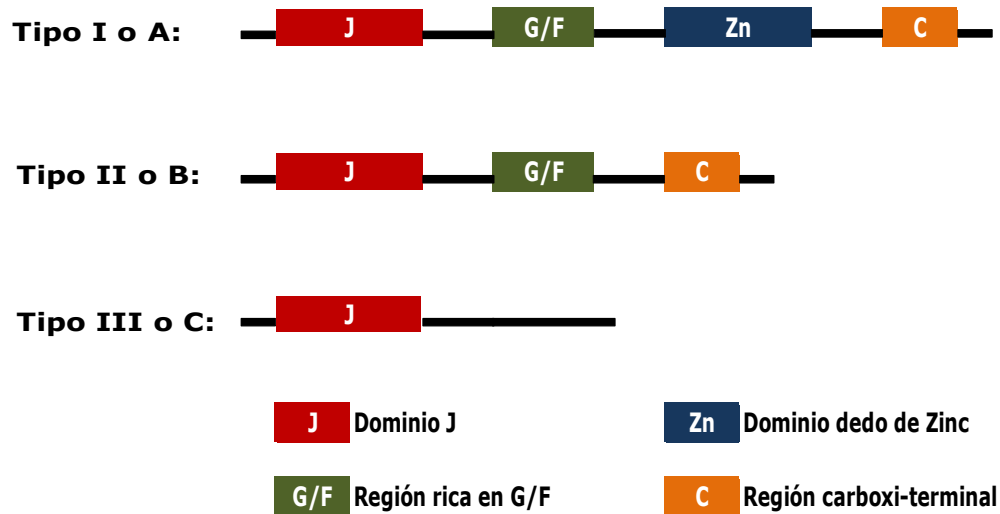 Tipo I o A: J G/F Zn C
Tipo II o B: J G/F C
Tipo III o C: J
J Dominio J Zn Dominio dedo de Zinc
G/F Región rica en G/F C Región carboxi-terminal